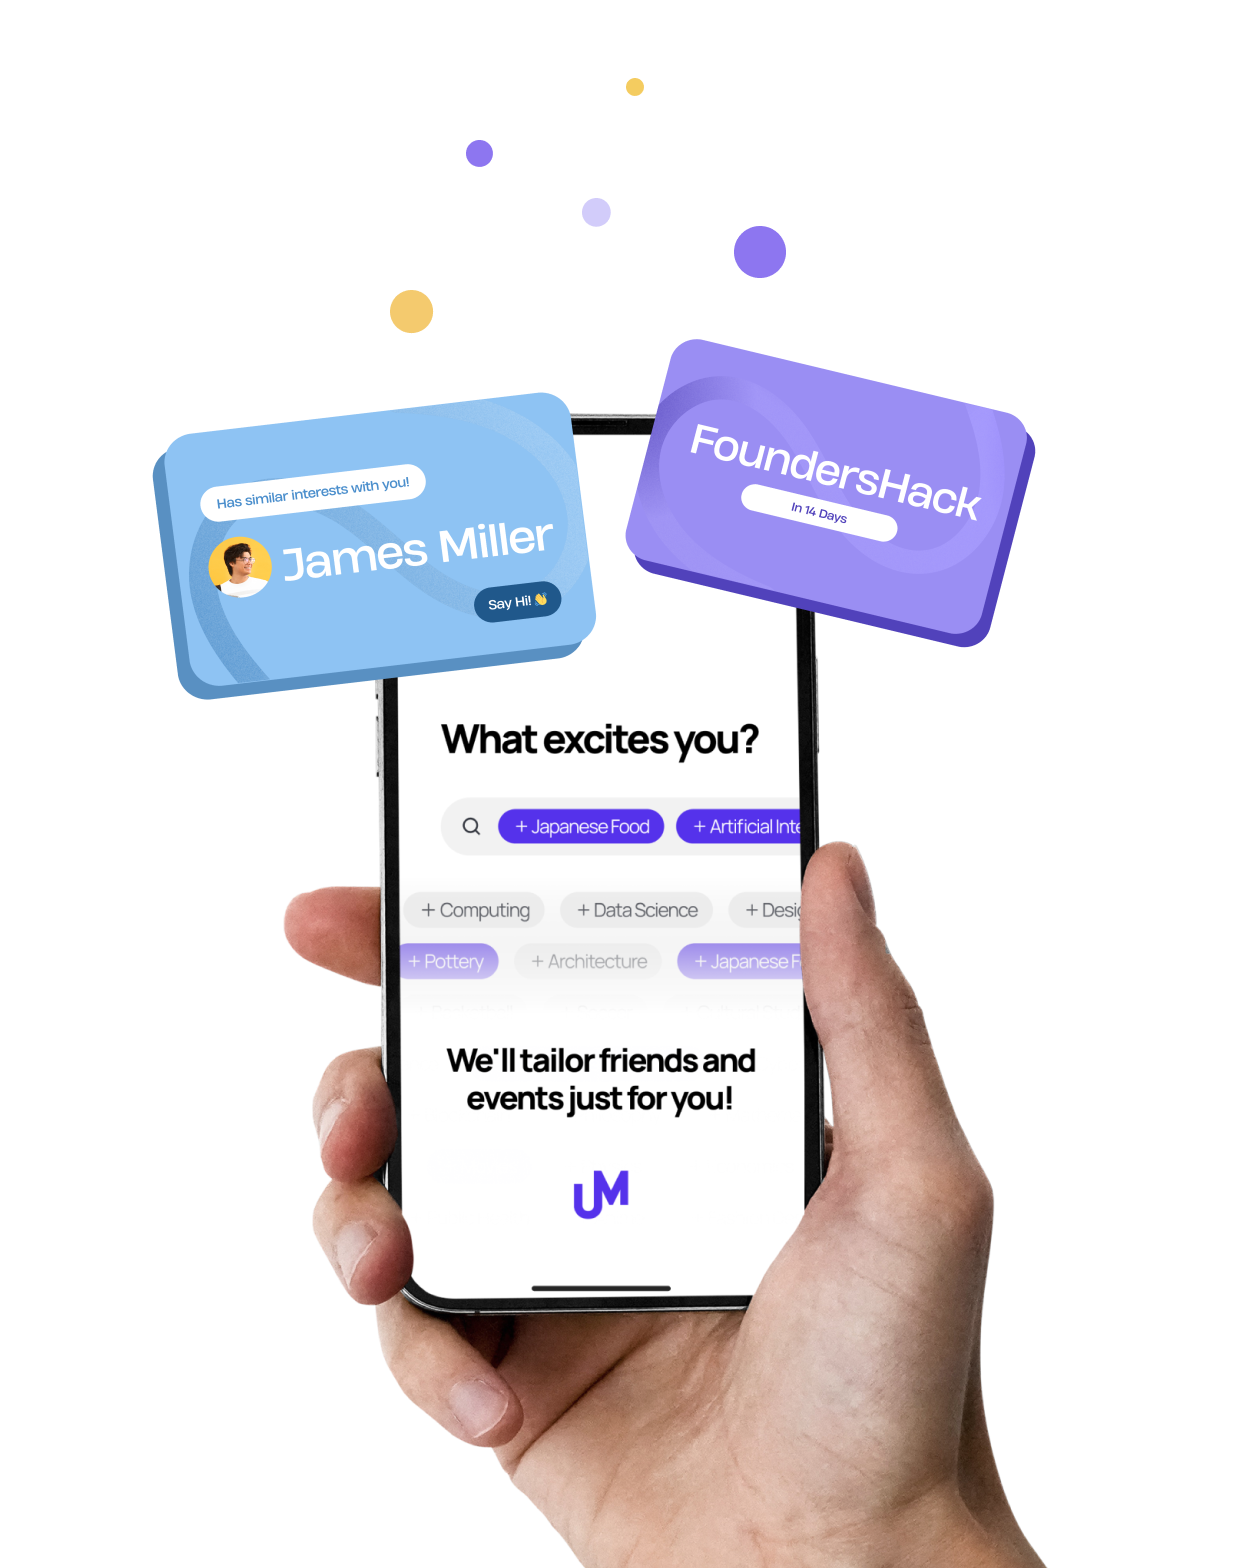 FoundersHack
In 14 Days
Has similar interests with you!
James Miller
Say Hi! 👋
What excites you?
+ Japanese Food + Artificial Inte
+ Computing + Data Science + Desig
+ Pottery + Architecture + Japanese F
We'll tailor friends and
events just for you!
UM